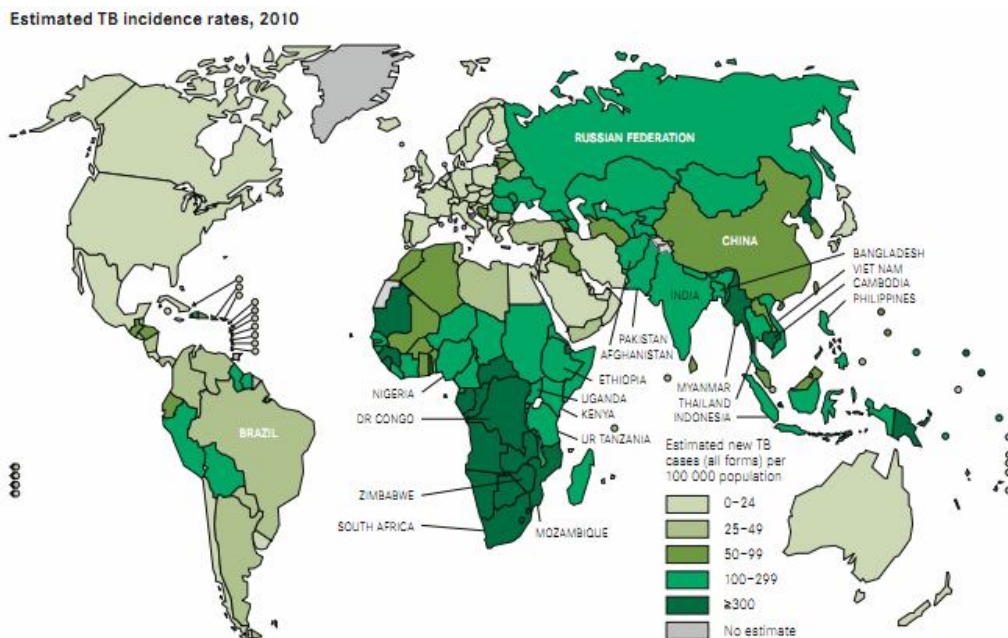 Estimated TB incidence rates, 2010
RUSSIAN FEDERATION
CHINA
BANGLADESH
VIET NAM
CAMBODIA
PHILIPPINES
INDIA
PAKISTAN
AFGHANISTAN
ETHIOPIA
UGANDA
KENYA
UR TANZANIA
NIGERIA
DR CONGO
MYANMAR
THAILAND
INDONESIA
BRAZIL
ZIMBABWE
SOUTH AFRICA
MOZAMBIQUE
Estimated new TB
cases (all forms) per
100 000 population
0–24
25–49
50–99
100–299
≥300
No estimate